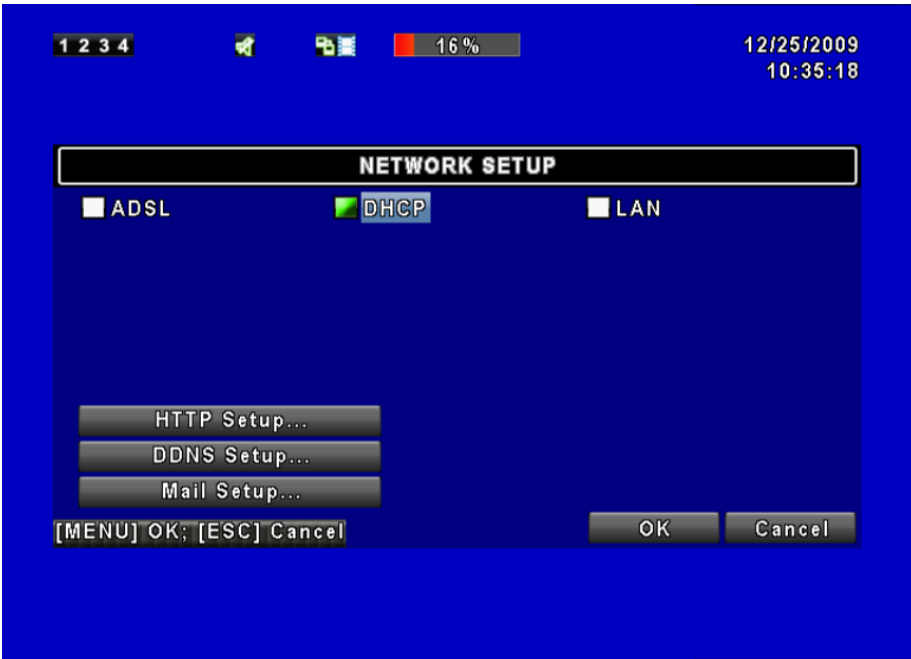 1 2 3 4 16% 12/25/2009
10:35:18
NETWORK SETUP
ADSL DHCP LAN
HTTP Setup...
DDNS Setup...
Mail Setup...
[MENU] OK; [ESC] Cancel OK Cancel